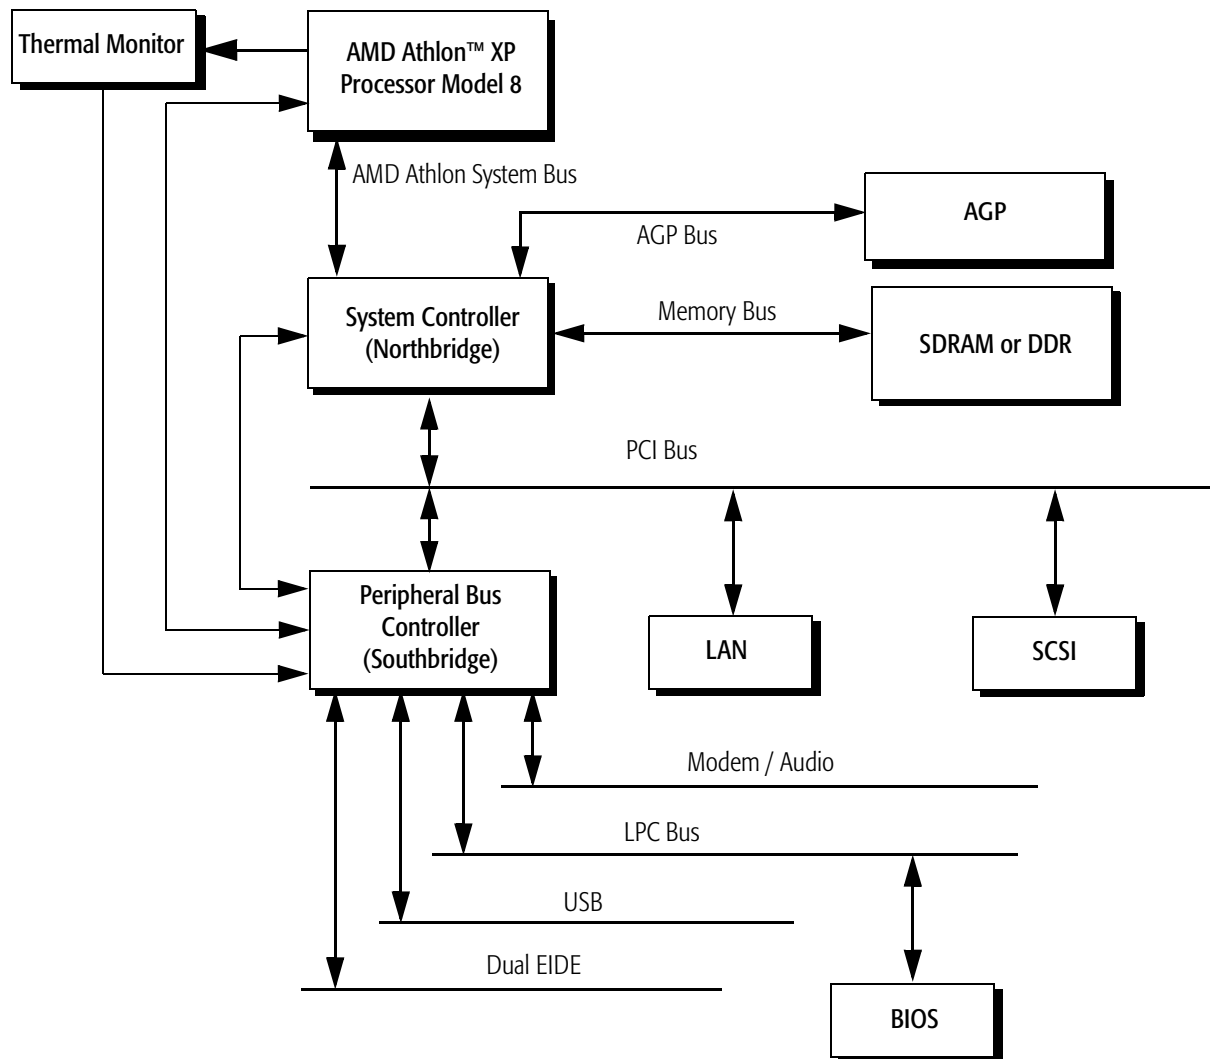 Thermal Monitor
AMD Athlon™ XP
Processor Model 8
AMD Athlon System Bus
AGP
AGP Bus
System Controller
(Northbridge)
Memory Bus
SDRAM or DDR
PCI Bus
Peripheral Bus
Controller
(Southbridge)
LAN
SCSI
Modem / Audio
LPC Bus
USB
Dual EIDE
BIOS